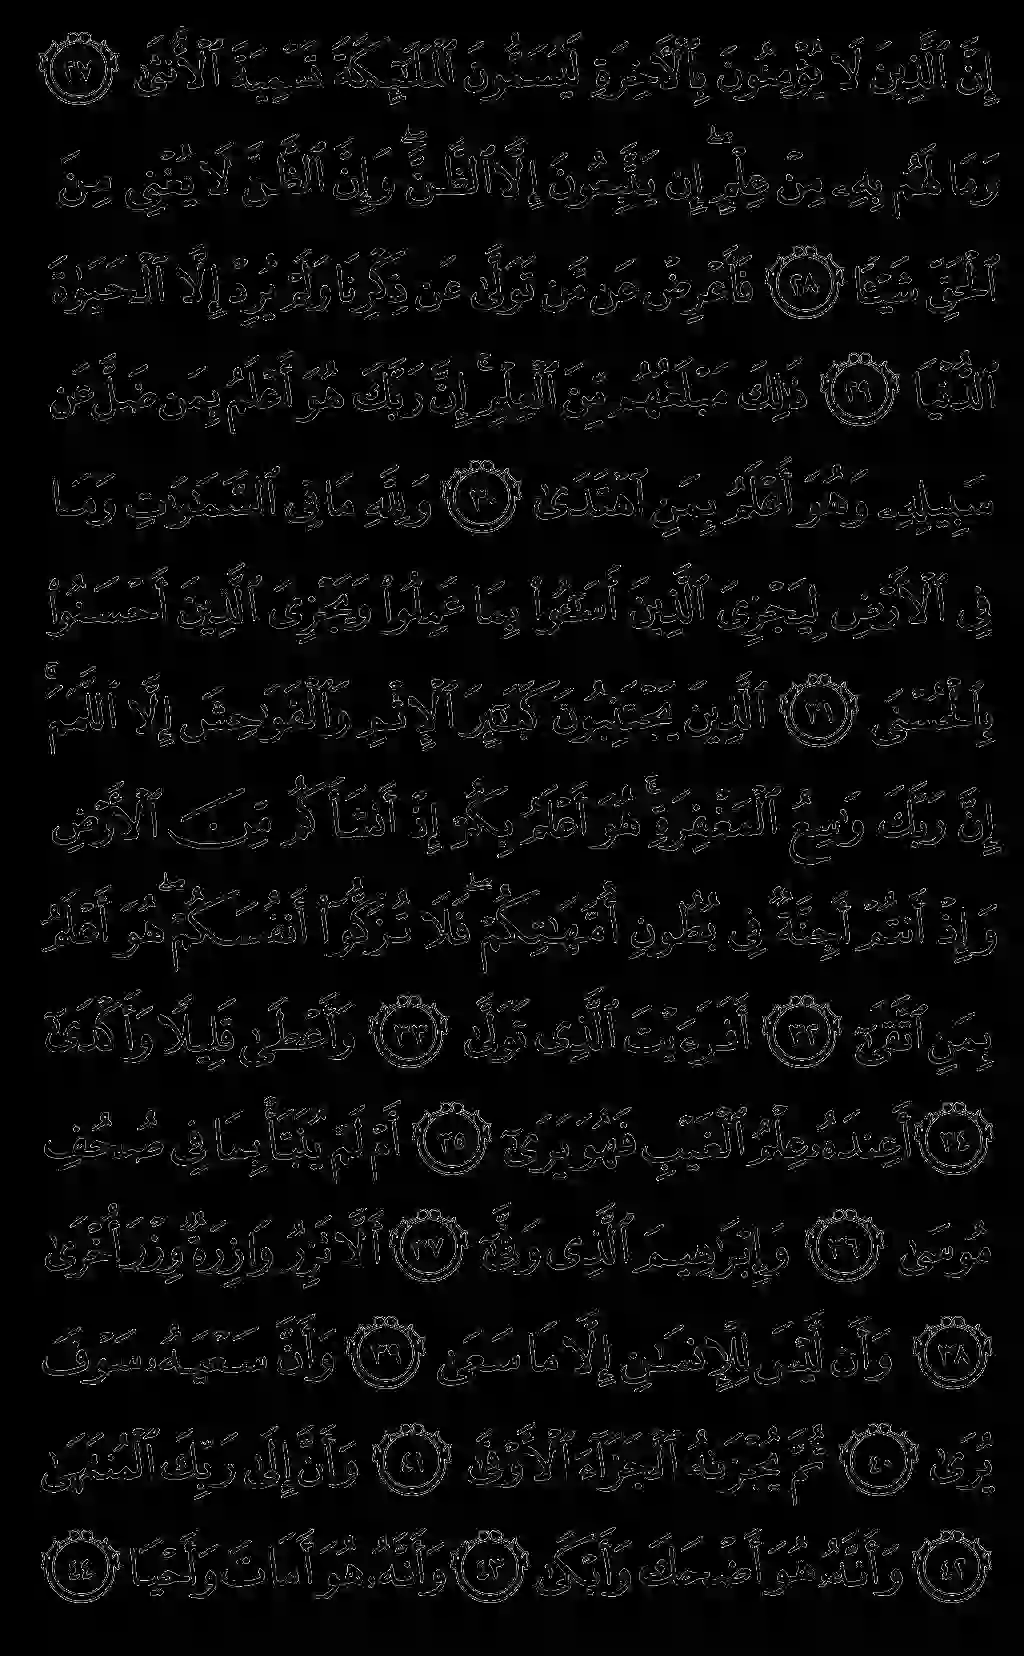 إِنَّ ٱلَّذِينَ لَا يُؤْمِنُونَ بِٱلْءَاخِرَةِ لَيُسَمُّونَ ٱلْمَلَٰٓئِكَةَ تَسْمِيَةَ ٱلْأُنثَىٰ ٢٧
وَمَا لَهُم بِهِۦ مِنْ عِلْمٍ ۖ إِن يَتَّبِعُونَ إِلَّا ٱلظَّنَّ ۖ وَإِنَّ ٱلظَّنَّ لَا يُغْنِى مِنَ
ٱلْحَقِّ شَيْـًٔا ٢٨ فَأَعْرِضْ عَن مَّن تَوَلَّىٰ عَن ذِكْرِنَا وَلَمْ يُرِدْ إِلَّا ٱلْحَيَوٰةَ
ٱلدُّنْيَا ٢٩ ذَٰلِكَ مَبْلَغُهُم مِّنَ ٱلْعِلْمِ ۚ إِنَّ رَبَّكَ هُوَ أَعْلَمُ بِمَن ضَلَّ عَن
سَبِيلِهِۦ وَهُوَ أَعْلَمُ بِمَنِ ٱهْتَدَىٰ ٣٠ وَلِلَّهِ مَا فِى ٱلسَّمَٰوَٰتِ وَمَا
فِى ٱلْأَرْضِ لِيَجْزِىَ ٱلَّذِينَ أَسَٰٓـُٔوا۟ بِمَا عَمِلُوا۟ وَيَجْزِىَ ٱلَّذِينَ أَحْسَنُوا۟
بِٱلْحُسْنَى ٣١ ٱلَّذِينَ يَجْتَنِبُونَ كَبَٰٓئِرَ ٱلْإِثْمِ وَٱلْفَوَٰحِشَ إِلَّا ٱللَّمَمَ ۚ
إِنَّ رَبَّكَ وَٰسِعُ ٱلْمَغْفِرَةِ ۚ هُوَ أَعْلَمُ بِكُمْ إِذْ أَنشَأَكُم مِّنَ ٱلْأَرْضِ
وَإِذْ أَنتُمْ أَجِنَّةٌ فِى بُطُونِ أُمَّهَٰتِكُمْ ۖ فَلَا تُزَكُّوٓا۟ أَنفُسَكُمْ ۖ هُوَ أَعْلَمُ
بِمَنِ ٱتَّقَىٰٓ ٣٢ أَفَرَءَيْتَ ٱلَّذِى تَوَلَّىٰ ٣٣ وَأَعْطَىٰ قَلِيلًا وَأَكْدَىٰٓ
٣٤ أَعِندَهُۥ عِلْمُ ٱلْغَيْبِ فَهُوَ يَرَىٰٓ ٣٥ أَمْ لَمْ يُنَبَّأْ بِمَا فِى صُحُفِ
مُوسَىٰ ٣٦ وَإِبْرَٰهِيمَ ٱلَّذِى وَفَّىٰٓ ٣٧ أَلَّا تَزِرُ وَازِرَةٌ وِزْرَ أُخْرَىٰ
٣٨ وَأَن لَّيْسَ لِلْإِنسَٰنِ إِلَّا مَا سَعَىٰ ٣٩ وَأَنَّ سَعْيَهُۥ سَوْفَ
يُرَىٰ ٤٠ ثُمَّ يُجْزَىٰهُ ٱلْجَزَآءَ ٱلْأَوْفَىٰ ٤١ وَأَنَّ إِلَىٰ رَبِّكَ ٱلْمُنتَهَىٰ
٤٢ وَأَنَّهُۥ هُوَ أَضْحَكَ وَأَبْكَىٰ ٤٣ وَأَنَّهُۥ هُوَ أَمَاتَ وَأَحْيَا ٤٤